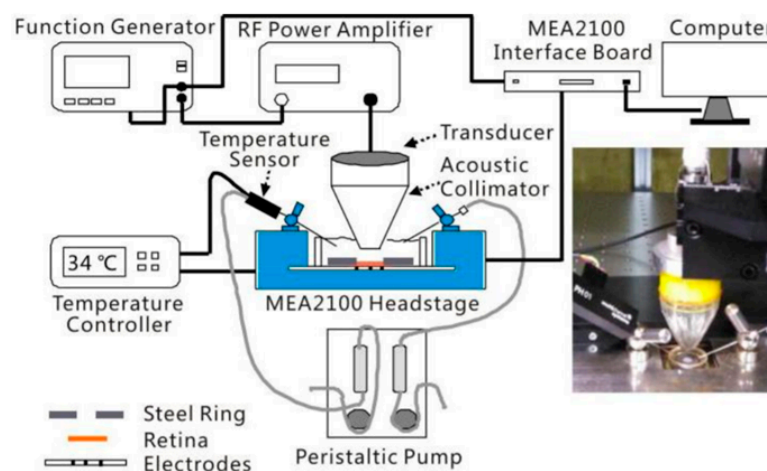 Function Generator
RF Power Amplifier
MEA2100
Interface Board
Computer
Temperature
Sensor
Transducer
Acoustic
Collimator
34 ℃
Temperature
Controller
MEA2100 Headstage
Steel Ring
Retina
Electrodes
Peristaltic Pump